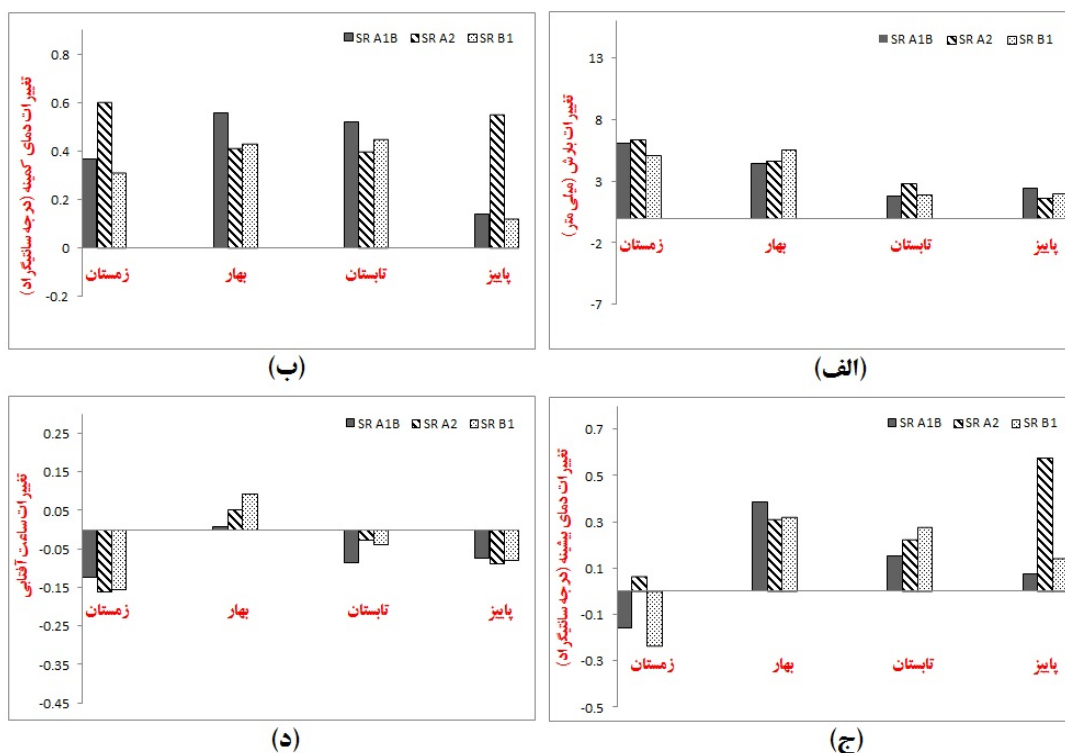 SR A1B SR A2 SR B1
تغییرات بارش (میلی متر)
13
8
3
-2
-7
زمستان بهار تابستان پاییز
(الف)
SR A1B SR A2 SR B1
تغییرات دمای کمینه (درجه سانتیگراد)
0.8
0.6
0.4
0.2
0
-0.2
زمستان بهار تابستان پاییز
(ب)
SR A1B SR A2 SR B1
تغییرات دمای بیشینه (درجه سانتیگراد)
0.7
0.5
0.3
0.1
-0.1
-0.3
-0.5
زمستان بهار تابستان پاییز
(ج)
SR A1B SR A2 SR B1
تغییرات ساعت آفتابی
0.25
0.15
0.05
-0.05
-0.15
-0.25
-0.35
-0.45
زمستان بهار تابستان پاییز
(د)